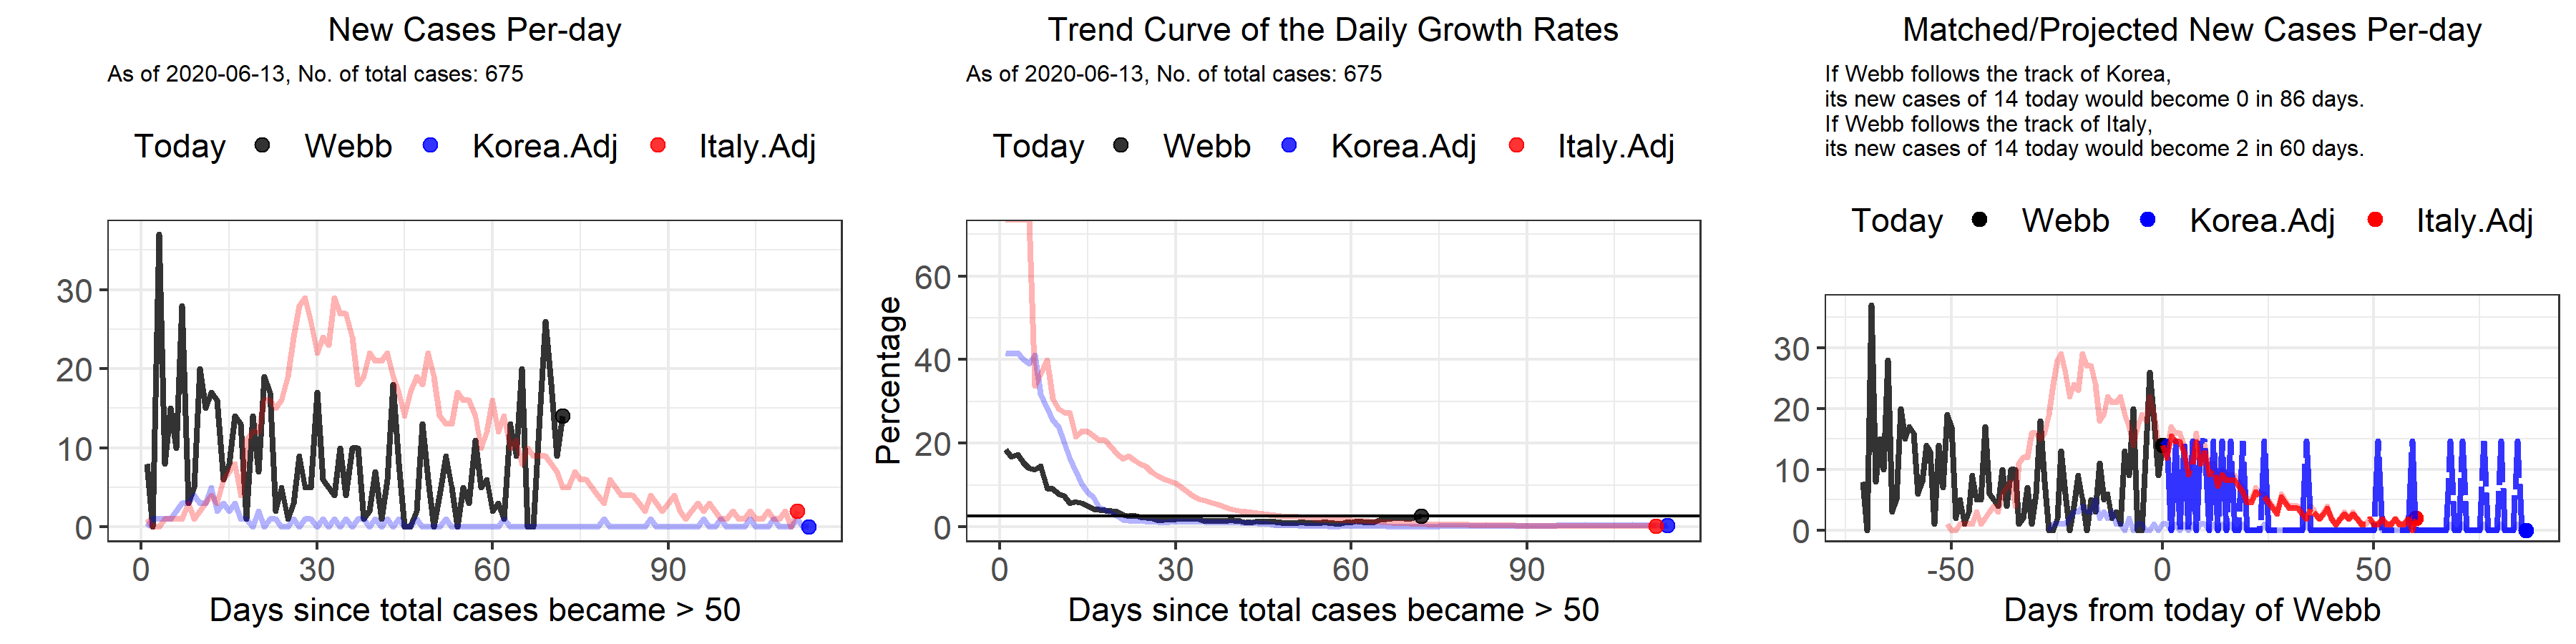 New Cases Per-day
As of 2020-06-13, No. of total cases: 675
Today Webb Korea.Adj Italy.Adj
30
20
10
0
0 30 60 90
Days since total cases became > 50
Trend Curve of the Daily Growth Rates
As of 2020-06-13, No. of total cases: 675
Today Webb Korea.Adj Italy.Adj
Percentage
60
40
20
0
0 30 60 90
Days since total cases became > 50
Matched/Projected New Cases Per-day
If Webb follows the track of Korea,
its new cases of 14 today would become 0 in 86 days.
If Webb follows the track of Italy,
its new cases of 14 today would become 2 in 60 days.
Today Webb Korea.Adj Italy.Adj
30
20
10
0
-50 0 50
Days from today of Webb